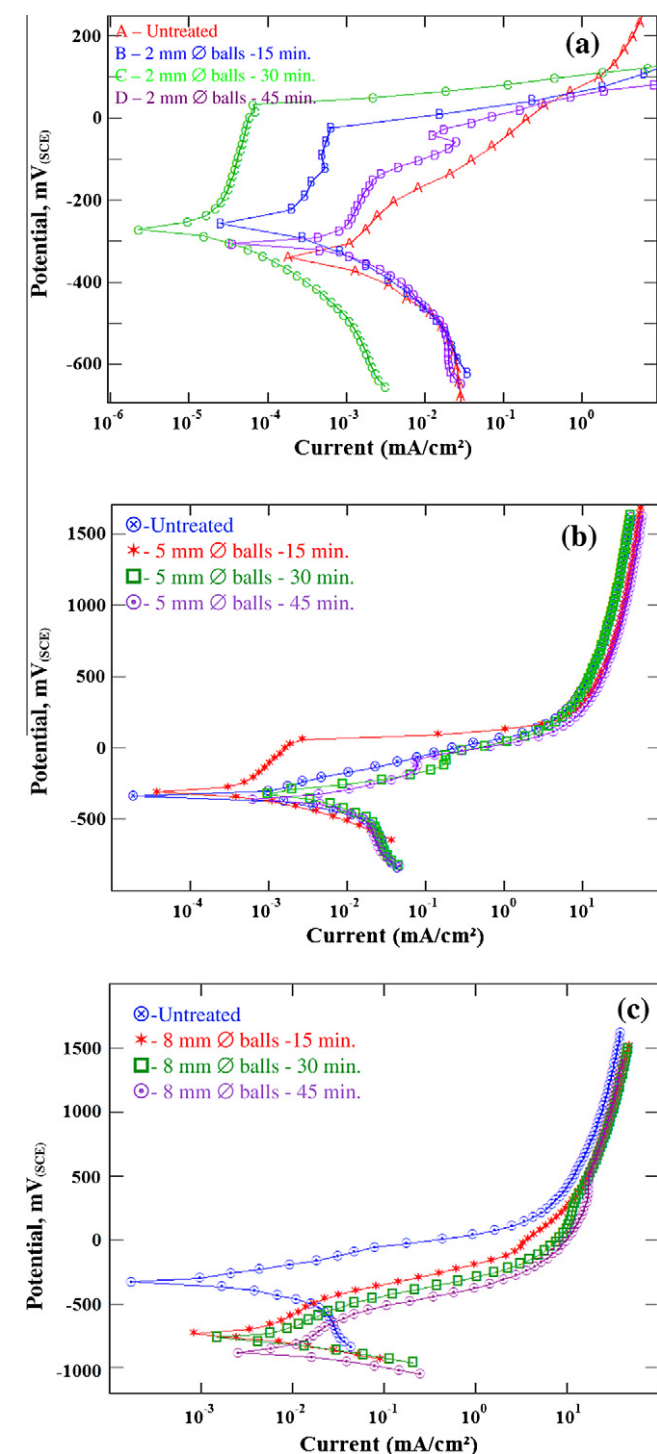 (a)
A – Untreated
B – 2 mm Ø balls -15 min.
C – 2 mm Ø balls - 30 min.
D – 2 mm Ø balls - 45 min.
200
0
-200
-400
-600
Potential, mV(SCE)
10⁻⁶ 10⁻⁵ 10⁻⁴ 10⁻³ 10⁻² 10⁻¹ 10⁰
Current (mA/cm²)
(b)
⊗-Untreated
✶- 5 mm Ø balls -15 min.
□- 5 mm Ø balls - 30 min.
⊙- 5 mm Ø balls - 45 min.
1500
1000
500
0
-500
Potential, mV(SCE)
10⁻⁴ 10⁻³ 10⁻² 10⁻¹ 10⁰ 10¹
Current (mA/cm²)
(c)
⊗-Untreated
✶- 8 mm Ø balls -15 min.
□- 8 mm Ø balls - 30 min.
⊙- 8 mm Ø balls - 45 min.
1500
1000
500
0
-500
-1000
Potential, mV(SCE)
10⁻³ 10⁻² 10⁻¹ 10⁰ 10¹
Current (mA/cm²)